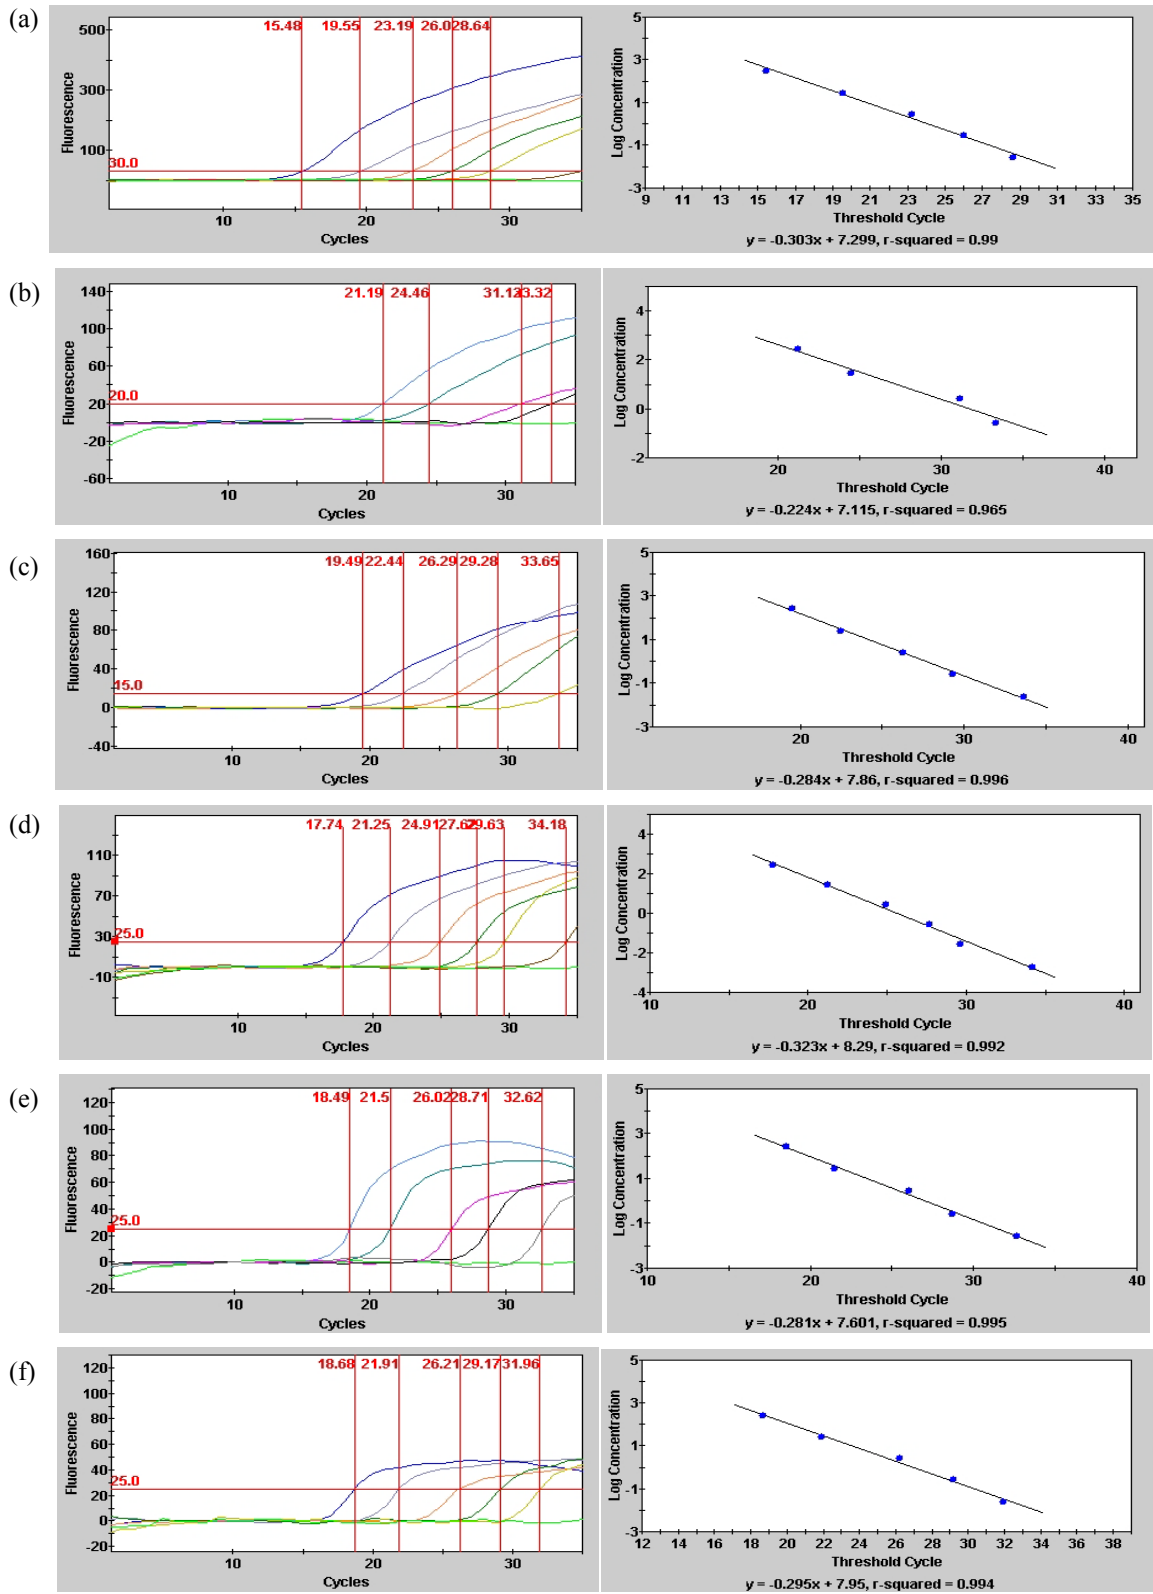 (a)
500
300
100
30.0
15.48 19.55 23.19 26.0 28.64
Fluorescence
10 20 30
Cycles
5
3
1
-1
-3
Log Concentration
9 11 13 15 17 19 21 23 25 27 29 31 33 35
Threshold Cycle
y = -0.303x + 7.299, r-squared = 0.99
(b)
140
100
60
20
-20
-60
20.0
21.19 24.46 31.13 33.32
Fluorescence
10 20 30
Cycles
4
2
0
-2
Log Concentration
20 30 40
Threshold Cycle
y = -0.224x + 7.115, r-squared = 0.965
(c)
160
120
80
40
0
-40
15.0
19.49 22.44 26.29 29.28 33.65
Fluorescence
10 20 30
Cycles
5
3
1
-1
-3
Log Concentration
20 30 40
Threshold Cycle
y = -0.284x + 7.86, r-squared = 0.996
(d)
110
70
30
-10
25.0
17.74 21.25 24.91 27.62 29.63 34.18
Fluorescence
10 20 30
Cycles
4
2
0
-2
-4
Log Concentration
10 20 30 40
Threshold Cycle
y = -0.323x + 8.29, r-squared = 0.992
(e)
120
100
80
60
40
20
0
-20
25.0
18.49 21.5 26.02 28.71 32.62
Fluorescence
10 20 30
Cycles
5
3
1
-1
-3
Log Concentration
10 20 30 40
Threshold Cycle
y = -0.281x + 7.601, r-squared = 0.995
(f)
120
100
80
60
40
20
0
-20
25.0
18.68 21.91 26.21 29.17 31.96
Fluorescence
10 20 30
Cycles
5
3
1
-1
-3
Log Concentration
12 14 16 18 20 22 24 26 28 30 32 34 36 38
Threshold Cycle
y = -0.295x + 7.95, r-squared = 0.994